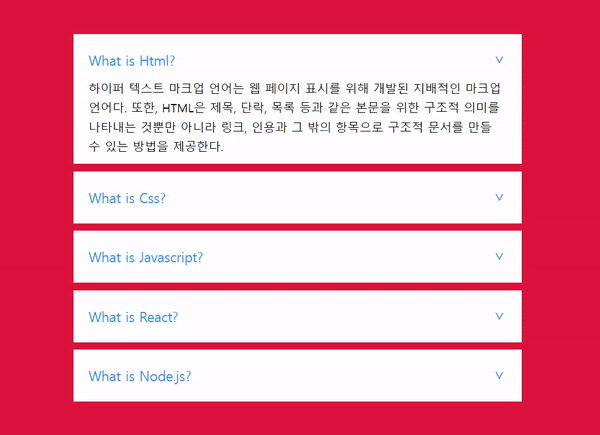 What is Html?
하이퍼 텍스트 마크업 언어는 웹 페이지 표시를 위해 개발된 지배적인 마크업
언어다. 또한, HTML은 제목, 단락, 목록 등과 같은 본문을 위한 구조적 의미를
나타내는 것뿐만 아니라 링크, 인용과 그 밖의 항목으로 구조적 문서를 만들
수 있는 방법을 제공한다.
What is Css?
What is Javascript?
What is React?
What is Node.js?